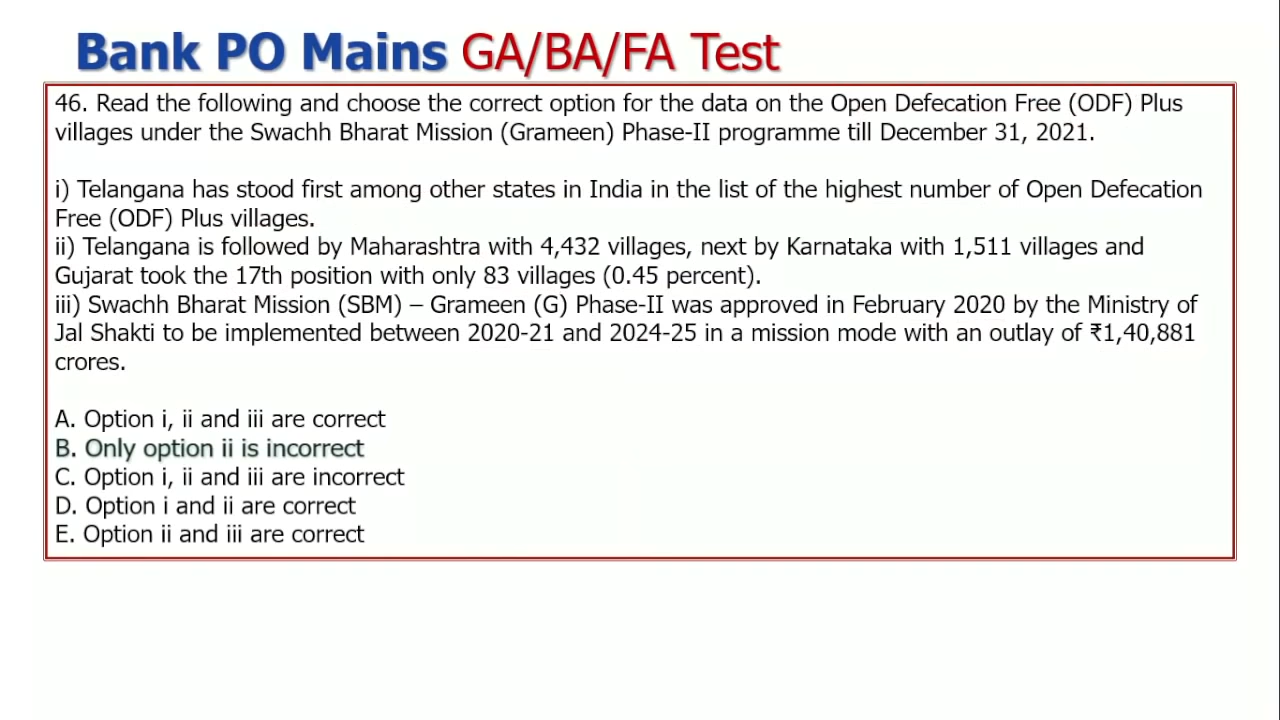 Bank PO Mains GA/BA/FA Test
46. Read the following and choose the correct option for the data on the Open Defecation Free (ODF) Plus
villages under the Swachh Bharat Mission (Grameen) Phase-II programme till December 31, 2021.
i) Telangana has stood first among other states in India in the list of the highest number of Open Defecation
Free (ODF) Plus villages.
ii) Telangana is followed by Maharashtra with 4,432 villages, next by Karnataka with 1,511 villages and
Gujarat took the 17th position with only 83 villages (0.45 percent).
iii) Swachh Bharat Mission (SBM) – Grameen (G) Phase-II was approved in February 2020 by the Ministry of
Jal Shakti to be implemented between 2020-21 and 2024-25 in a mission mode with an outlay of ₹1,40,881
crores.
A. Option i, ii and iii are correct
B. Only option ii is incorrect
C. Option i, ii and iii are incorrect
D. Option i and ii are correct
E. Option ii and iii are correct